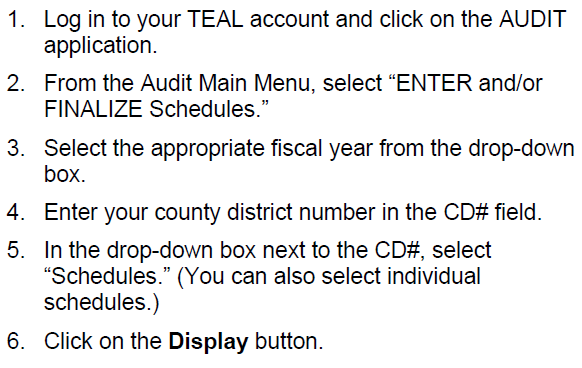 1. Log in to your TEAL account and click on the AUDIT
application.
2. From the Audit Main Menu, select “ENTER and/or
FINALIZE Schedules.”
3. Select the appropriate fiscal year from the drop-down
box.
4. Enter your county district number in the CD# field.
5. In the drop-down box next to the CD#, select
“Schedules.” (You can also select individual
schedules.)
6. Click on the Display button.